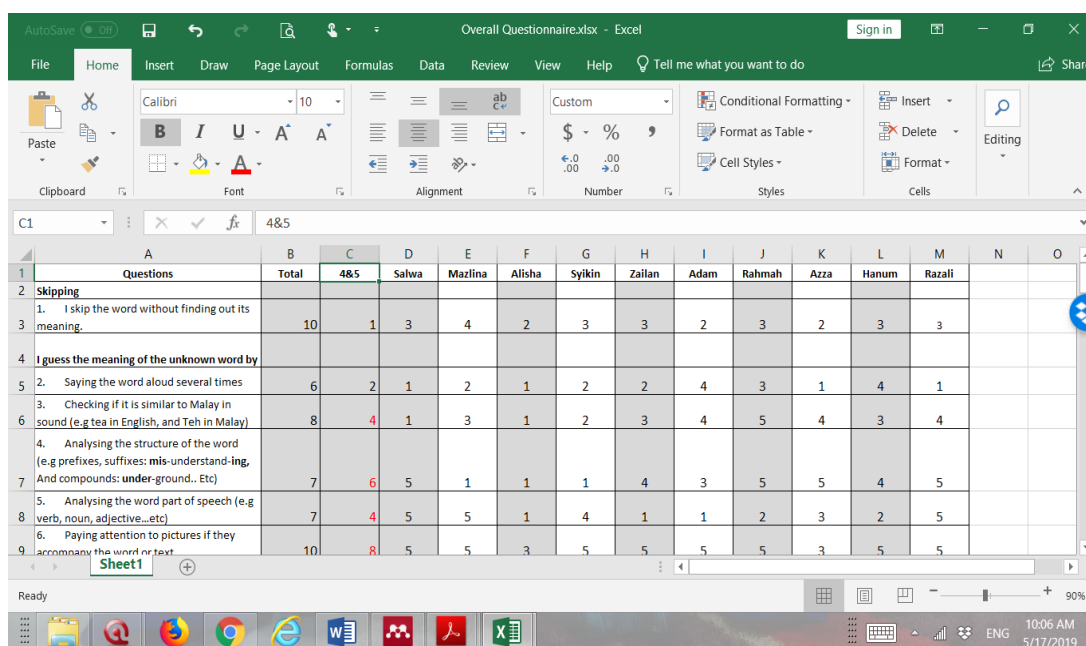 AutoSave Off Overall Questionnaire.xlsx - Excel Sign in
File Home Insert Draw Page Layout Formulas Data Review View Help Tell me what you want to do Shar
Paste
Calibri 10
B I U A A
Custom
$ % 9
Conditional Formatting
Format as Table
Cell Styles
Insert
Delete
Format
Editing
Clipboard Font Alignment Number Styles Cells
C1 fx 4&5
A B C D E F G H I J K L M N O
1 Questions Total 4&5 Salwa Mazlina Alisha Syikin Zailan Adam Rahmah Azza Hanum Razali
2 Skipping
1. I skip the word without finding out its
3 meaning. 10 1 3 4 2 3 3 2 3 2 3 3
4 I guess the meaning of the unknown word by
5 2. Saying the word aloud several times 6 2 1 2 1 2 2 4 3 1 4 1
3. Checking if it is similar to Malay in
6 sound (e.g tea in English, and Teh in Malay) 8 4 1 3 1 2 3 4 5 4 3 4
4. Analysing the structure of the word
(e.g prefixes, suffixes: mis-understand-ing,
7 And compounds: under-ground.. Etc) 7 6 5 1 1 1 4 3 5 5 4 5
5. Analysing the word part of speech (e.g
8 verb, noun, adjective...etc) 7 4 5 5 1 4 1 1 2 3 2 5
6. Paying attention to pictures if they
9 accompany the word or text 10 8 5 5 3 5 5 5 5 3 5 5
Sheet1
Ready 90%
ENG 10:06 AM
5/17/2019